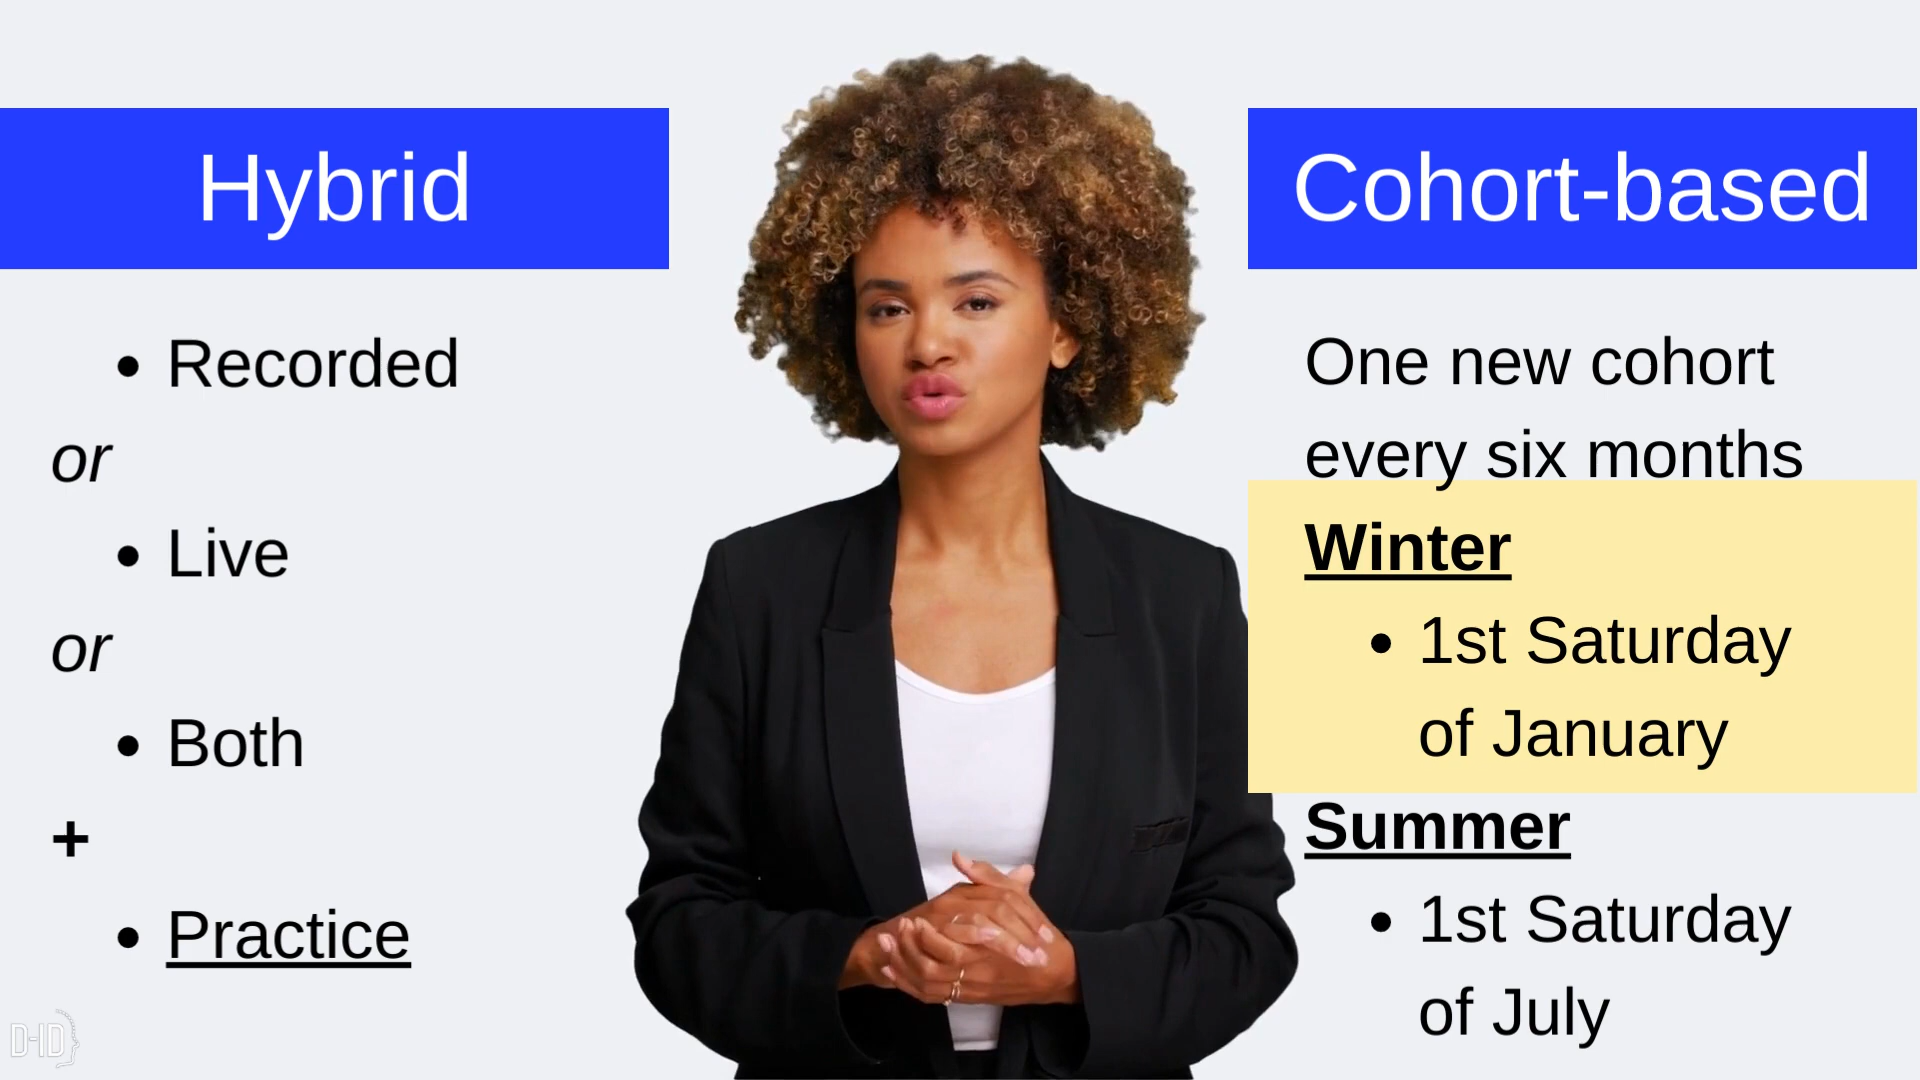 Hybrid
• Recorded
or
• Live
or
• Both
+
• Practice
Cohort-based
One new cohort
every six months
Winter
• 1st Saturday
of January
Summer
• 1st Saturday
of July
D-ID